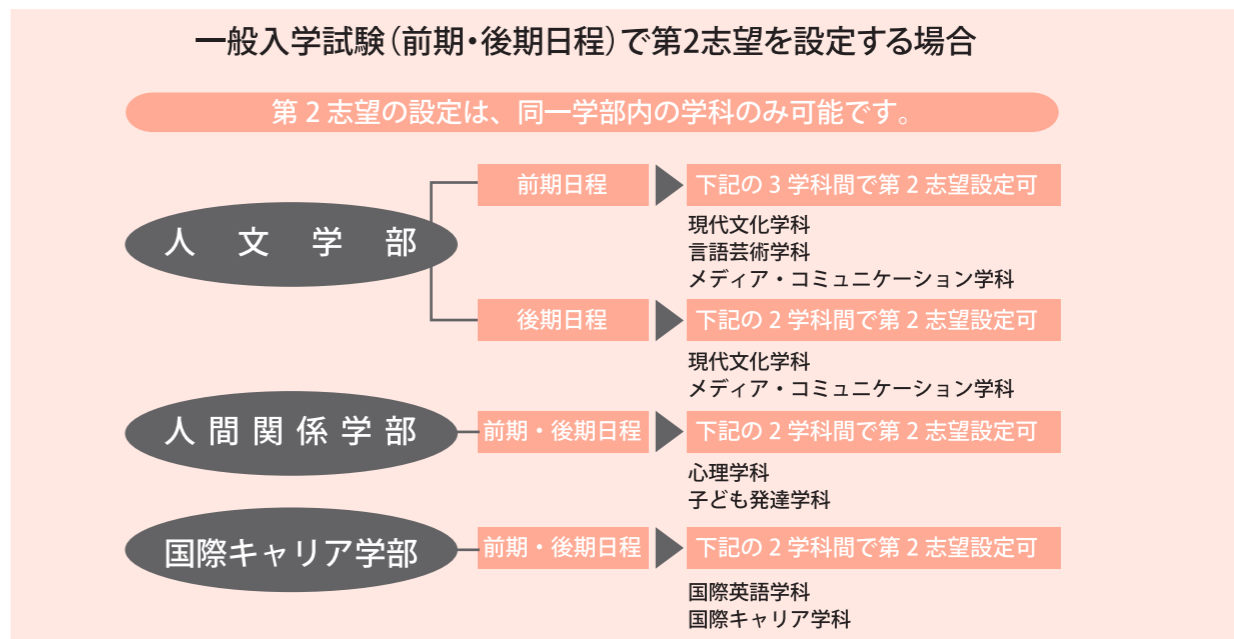 一般入学試験（前期・後期日程）で第2志望を設定する場合
第2志望の設定は、同一学部内の学科のみ可能です。
人文学部
前期日程
下記の3学科間で第2志望設定可
現代文化学科
言語芸術学科
メディア・コミュニケーション学科
後期日程
下記の2学科間で第2志望設定可
現代文化学科
メディア・コミュニケーション学科
人間関係学部
前期・後期日程
下記の2学科間で第2志望設定可
心理学科
子ども発達学科
国際キャリア学部
前期・後期日程
下記の2学科間で第2志望設定可
国際英語学科
国際キャリア学科